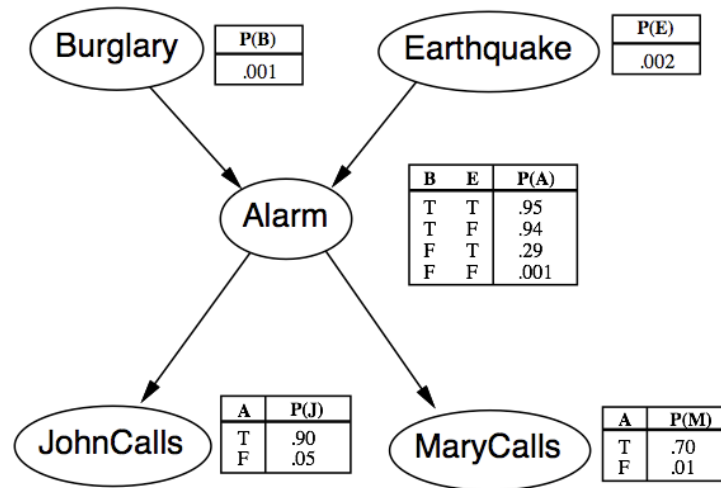 Burglary
P(B)
.001
Earthquake
P(E)
.002
Alarm
B E P(A)
T T .95
T F .94
F T .29
F F .001
JohnCalls
A P(J)
T .90
F .05
MaryCalls
A P(M)
T .70
F .01